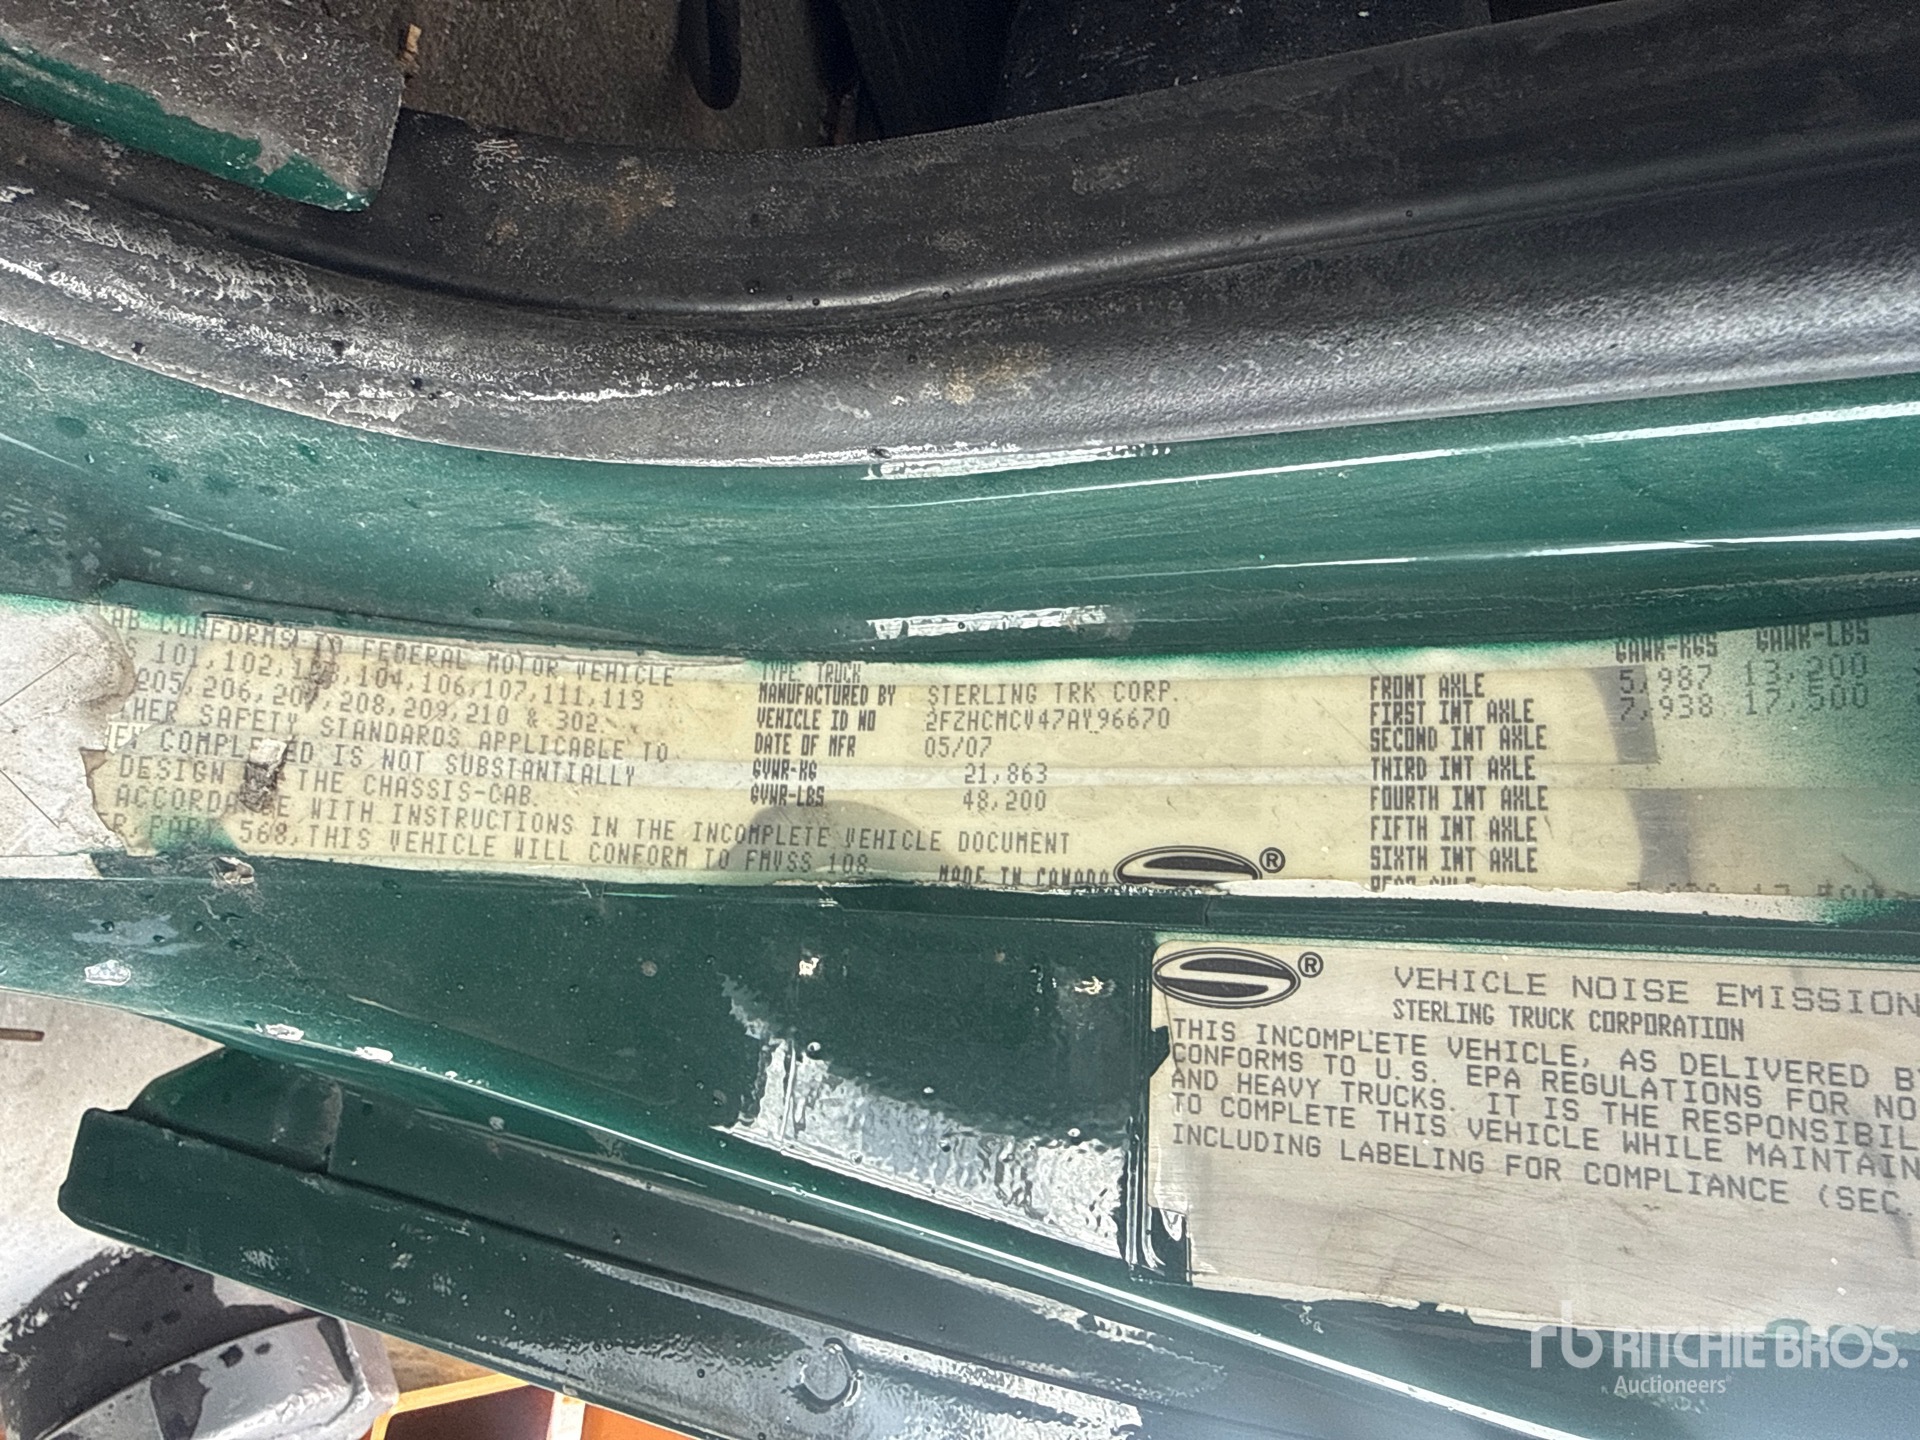 CONFORMS TO FEDERAL MOTOR VEHICLE
101,102,103,104,106,107,111,113
205,206,207,208,209,210 & 302.
SAFETY STANDARDS APPLICABLE TO
COMPLETED IS NOT SUBSTANTIALLY
DESIGN THE CHASSIS-CAB.
ACCORDANCE WITH INSTRUCTIONS IN THE INCOMPLETE VEHICLE DOCUMENT
PART 568, THIS VEHICLE WILL CONFORM TO FMVSS 108
TYPE: TRUCK
MANUFACTURED BY STERLING TRK CORP.
VEHICLE ID NO 2FZHCMCV47AY96670
DATE OF MFR 05/07
GVWR-KG 21,863
GVWR-LBS 48,200
MADE IN CANADA ®
GAWR-KGS GAWR-LBS
FRONT AXLE 5,987 13,200
FIRST INT AXLE 7,938 17,500
SECOND INT AXLE
THIRD INT AXLE
FOURTH INT AXLE
FIFTH INT AXLE
SIXTH INT AXLE
® VEHICLE NOISE EMISSION
STERLING TRUCK CORPORATION
THIS INCOMPLETE VEHICLE, AS DELIVERED B
CONFORMS TO U.S. EPA REGULATIONS FOR NO
AND HEAVY TRUCKS. IT IS THE RESPONSIBIL
TO COMPLETE THIS VEHICLE WHILE MAINTAIN
INCLUDING LABELING FOR COMPLIANCE (SEC.
rb RITCHIE BROS.
Auctioneers